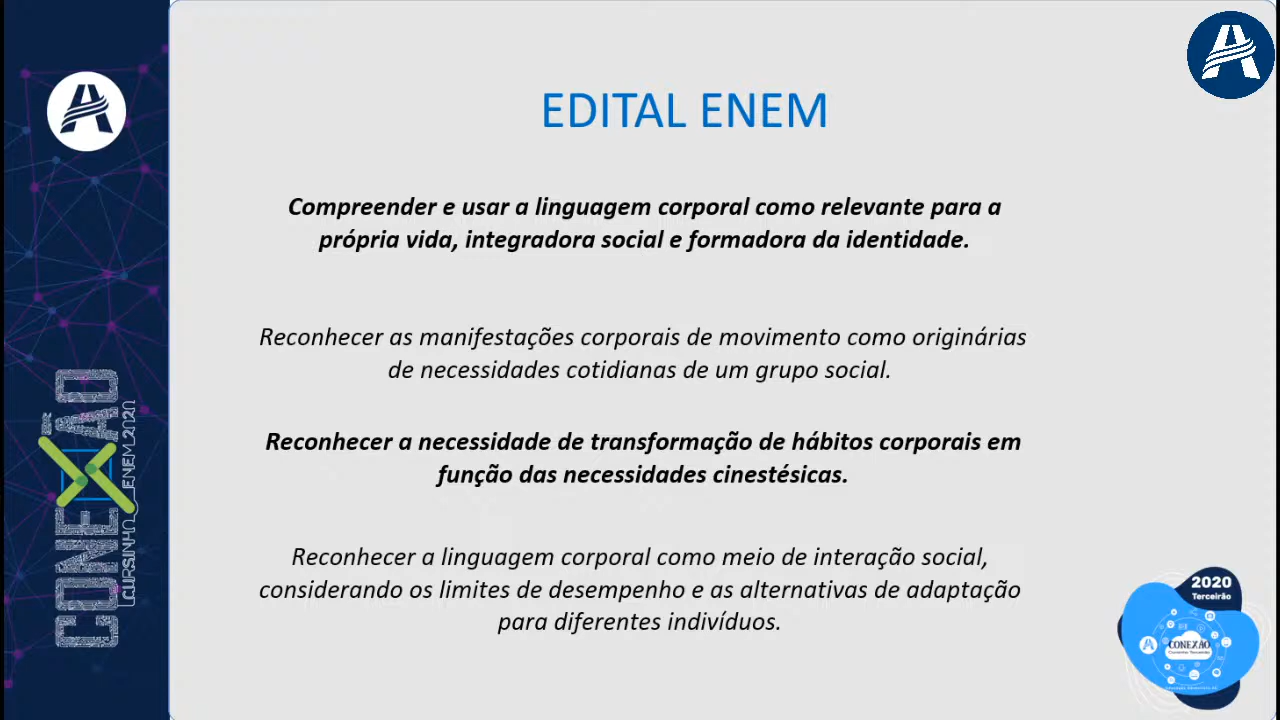 EDITAL ENEM
Compreender e usar a linguagem corporal como relevante para a
própria vida, integradora social e formadora da identidade.
Reconhecer as manifestações corporais de movimento como originárias
de necessidades cotidianas de um grupo social.
Reconhecer a necessidade de transformação de hábitos corporais em
função das necessidades cinestésicas.
Reconhecer a linguagem corporal como meio de interação social,
considerando os limites de desempenho e as alternativas de adaptação
para diferentes indivíduos.
CONEXÃO
CURSINHO_ENEM2020
2020
Terceirão
CONEXÃO